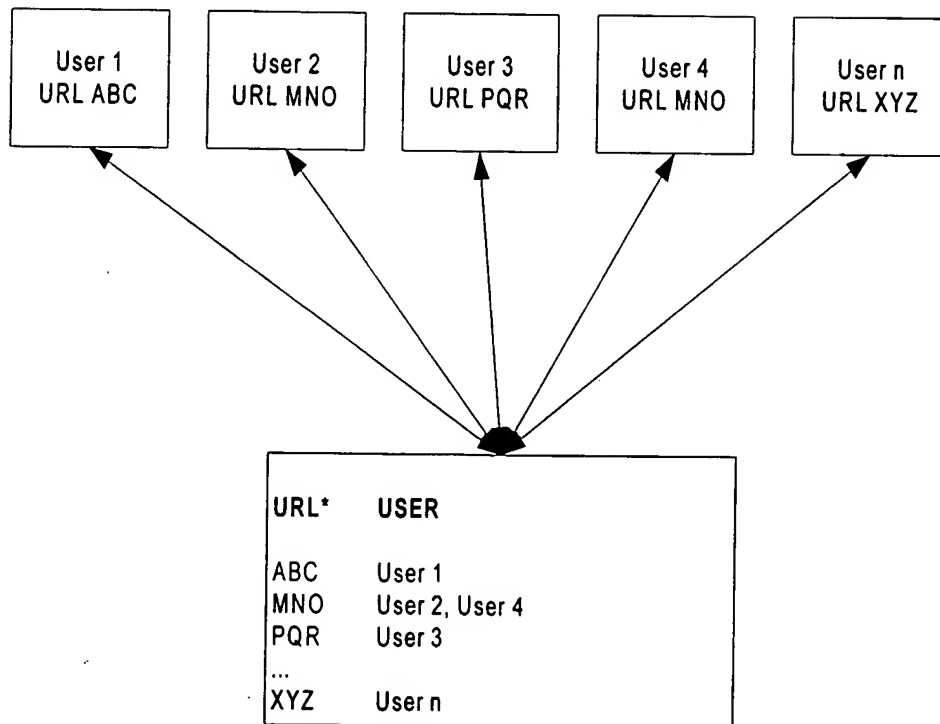 User 1
URL ABC
User 2
URL MNO
User 3
URL PQR
User 4
URL MNO
User n
URL XYZ
URL* USER
ABC User 1
MNO User 2, User 4
PQR User 3
...
XYZ User n